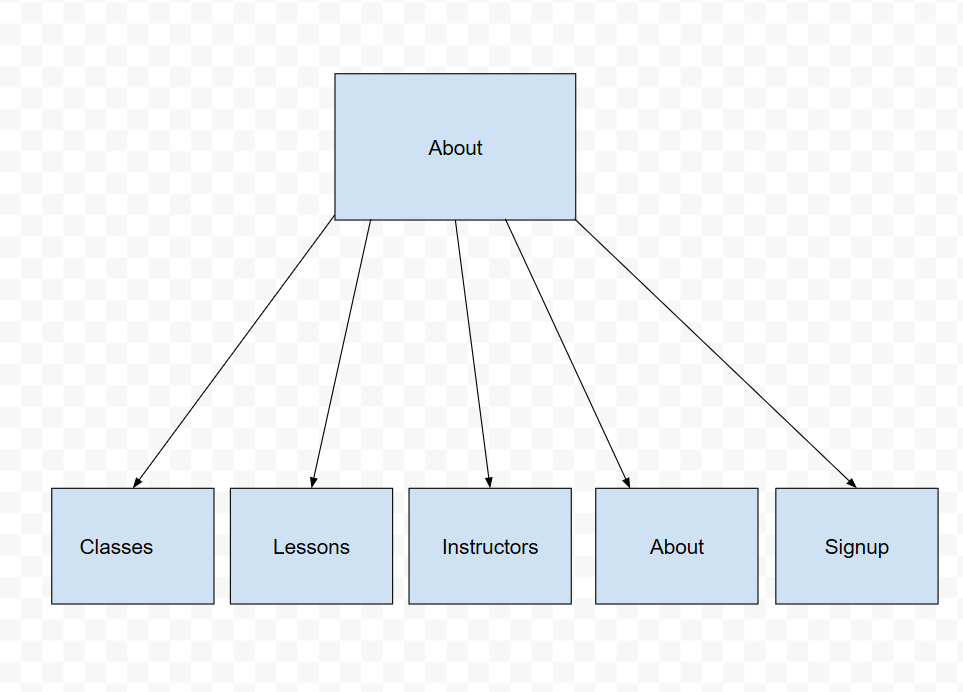 About
Classes
Lessons
Instructors
About
Signup